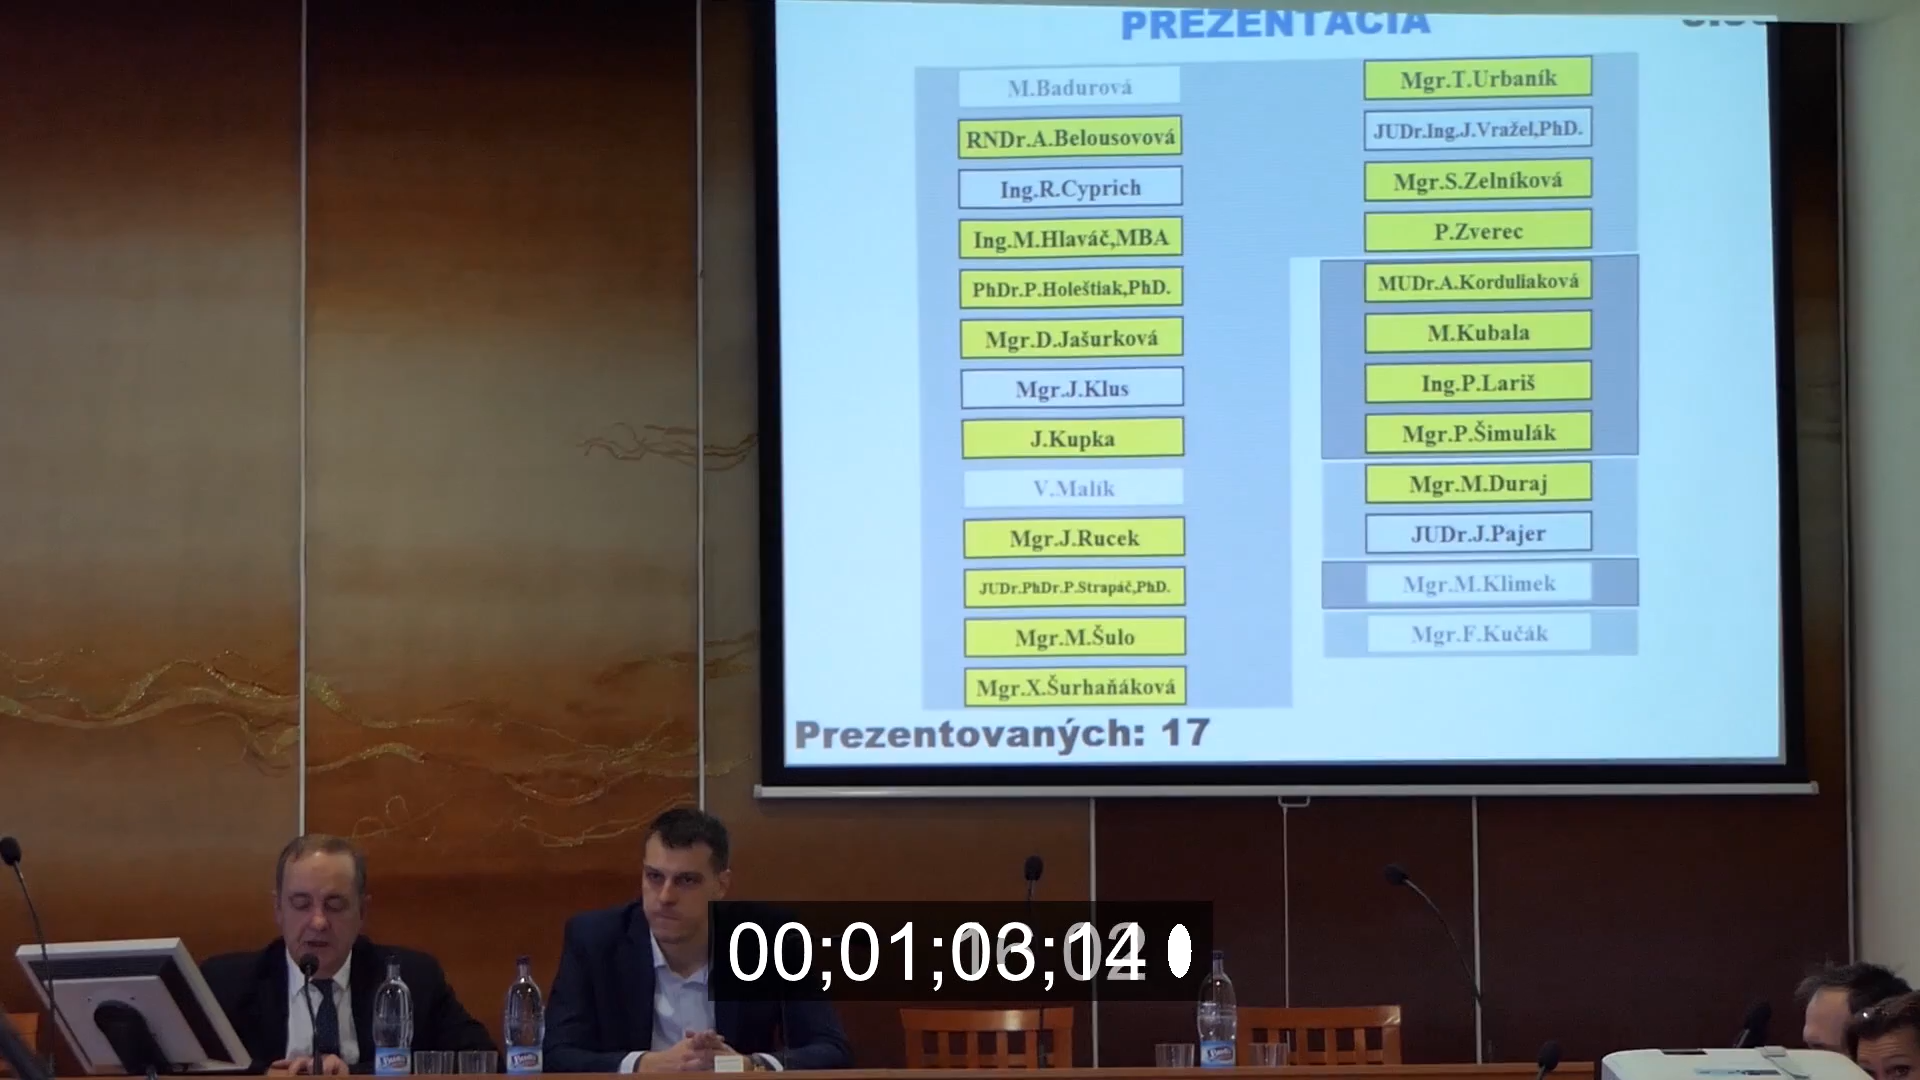 PREZENTÁCIA
M.Badurová
RNDr.A.Belousovová
Ing.R.Cyprich
Ing.M.Hlaváč,MBA
PhDr.P.Holeštiak,PhD.
Mgr.D.Jašurková
Mgr.J.Klus
J.Kupka
V.Malík
Mgr.J.Rucek
JUDr.PhDr.P.Strapáč,PhD.
Mgr.M.Šulo
Mgr.X.Šurhaňáková
Mgr.T.Urbaník
JUDr.Ing.J.Vražel,PhD.
Mgr.S.Zelníková
P.Zverec
MUDr.A.Korduliaková
M.Kubala
Ing.P.Lariš
Mgr.P.Šimulák
Mgr.M.Duraj
JUDr.J.Pajer
Mgr.M.Klimek
Mgr.F.Kučák
Prezentovaných: 17